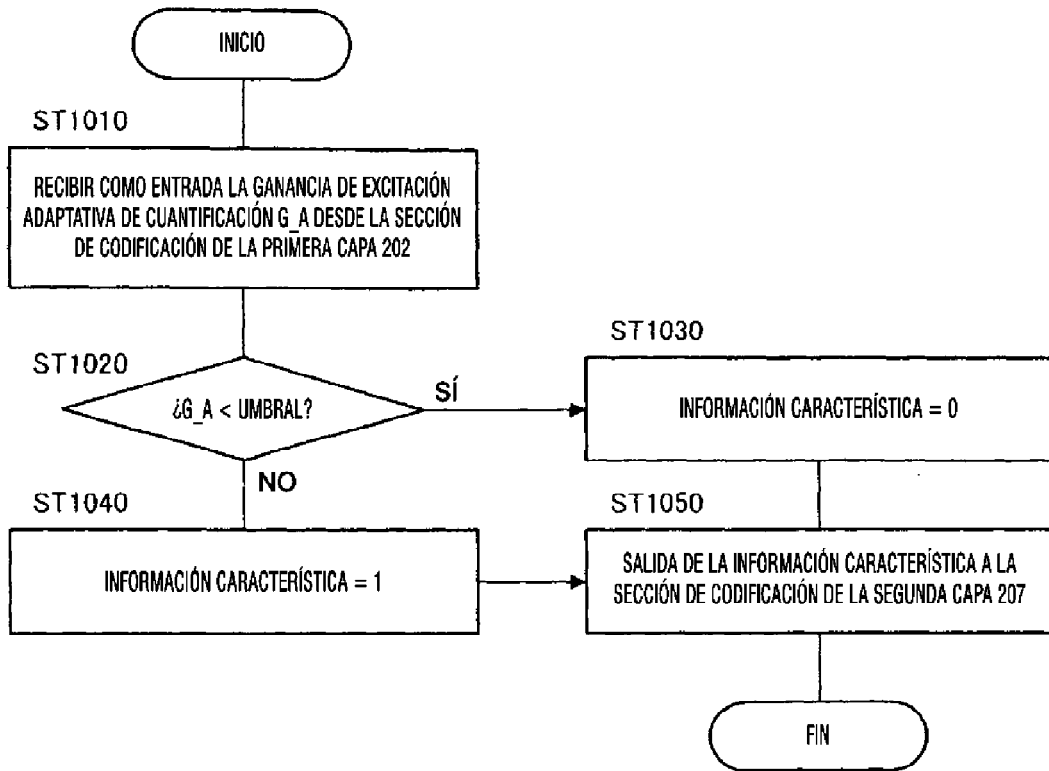 INICIO
ST1010
RECIBIR COMO ENTRADA LA GANANCIA DE EXCITACIÓN
ADAPTATIVA DE CUANTIFICACIÓN G_A DESDE LA SECCIÓN
DE CODIFICACIÓN DE LA PRIMERA CAPA 202
ST1020
¿G_A < UMBRAL?
SÍ
NO
ST1030
INFORMACIÓN CARACTERÍSTICA = 0
ST1040
INFORMACIÓN CARACTERÍSTICA = 1
ST1050
SALIDA DE LA INFORMACIÓN CARACTERÍSTICA A LA
SECCIÓN DE CODIFICACIÓN DE LA SEGUNDA CAPA 207
FIN